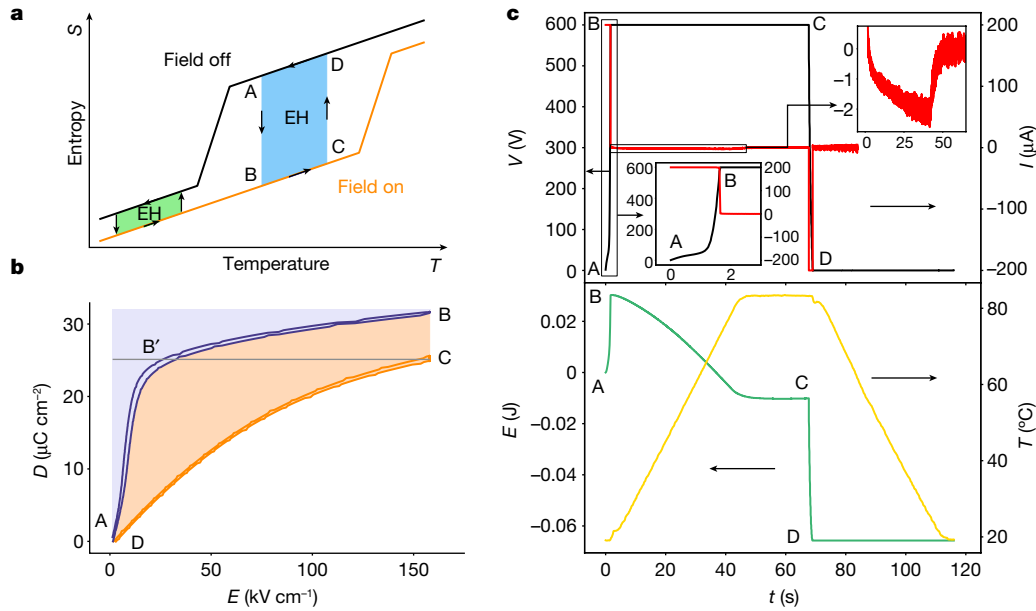 a
S
Entropy
Field off
A
D
EH
B
C
Field on
EH
Temperature
T
b
30
20
10
0
D (μC cm⁻²)
B′
B
C
A
D
0
50
100
150
E (kV cm⁻¹)
c
600
500
400
300
200
100
0
V (V)
B
C
A
D
200
100
0
−100
−200
I (μA)
0
−1
−2
0
25
50
600
400
200
0
A
B
200
100
0
−100
−200
0
2
0.02
0
−0.02
−0.04
−0.06
E (J)
B
A
C
D
80
60
40
20
T (°C)
0
20
40
60
80
100
120
t (s)